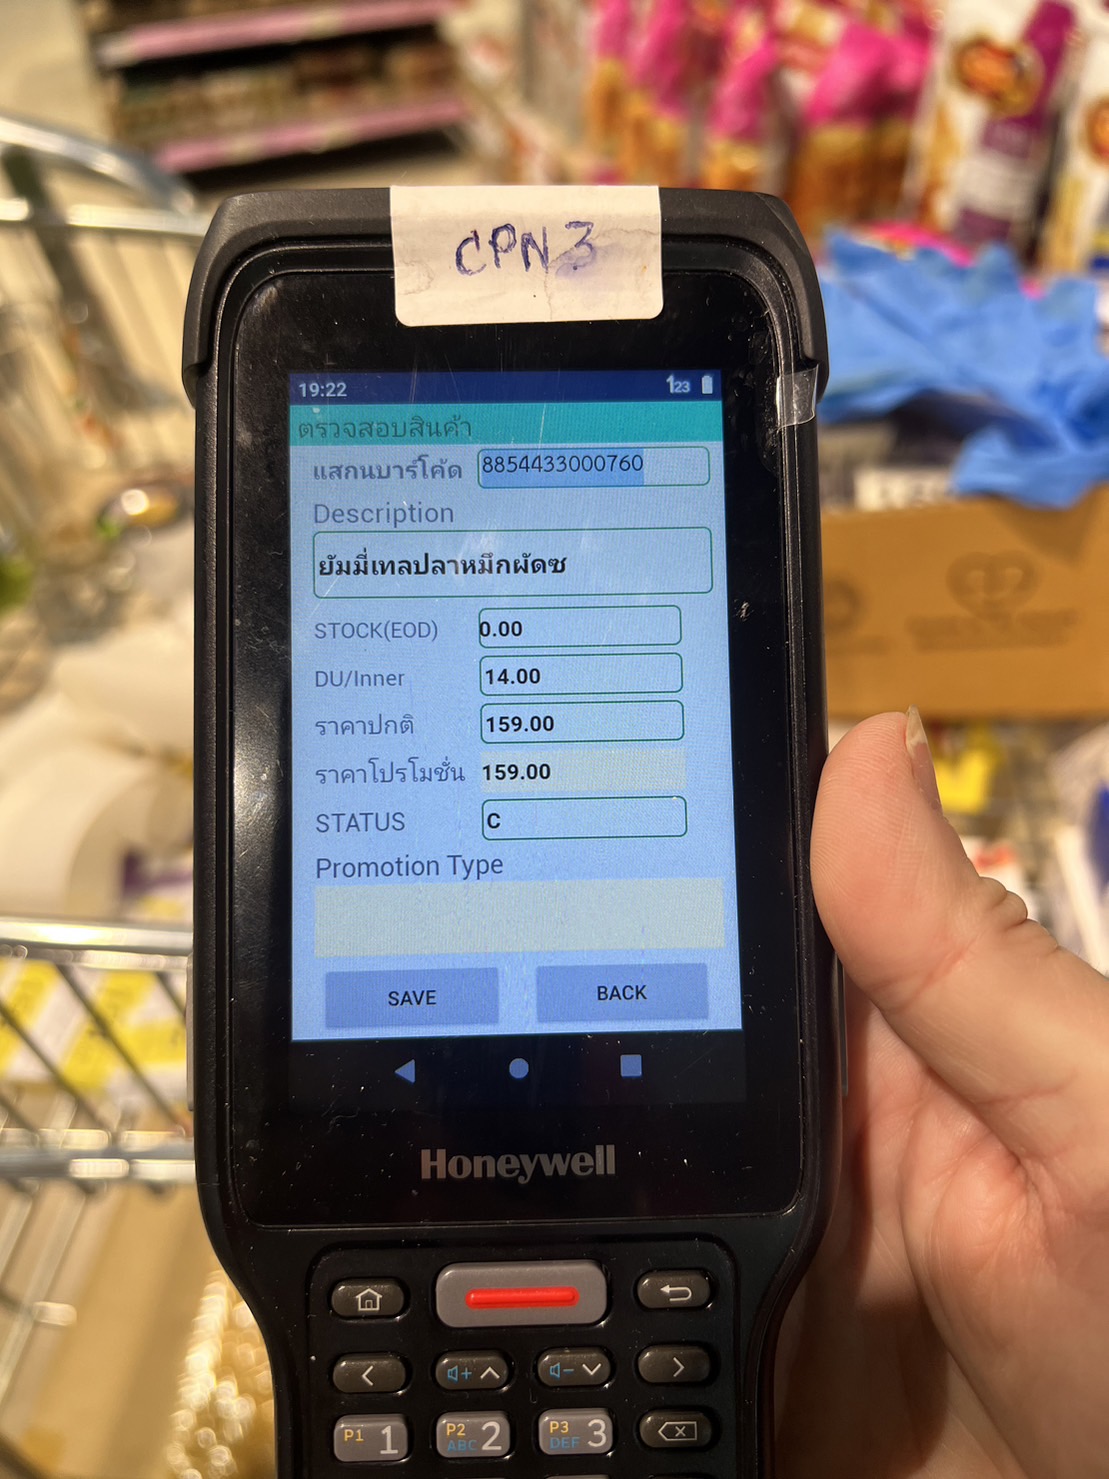 CPN3
19:22
123
ตรวจสอบสินค้า
แสกนบาร์โค้ด 8854433000760
Description
ยัมมี่เทลปลาหมึกผัดซ
STOCK(EOD) 0.00
DU/Inner 14.00
ราคาปกติ 159.00
ราคาโปรโมชั่น 159.00
STATUS C
Promotion Type
SAVE BACK
Honeywell
P1 1 P2 ABC 2 P3 DEF 3